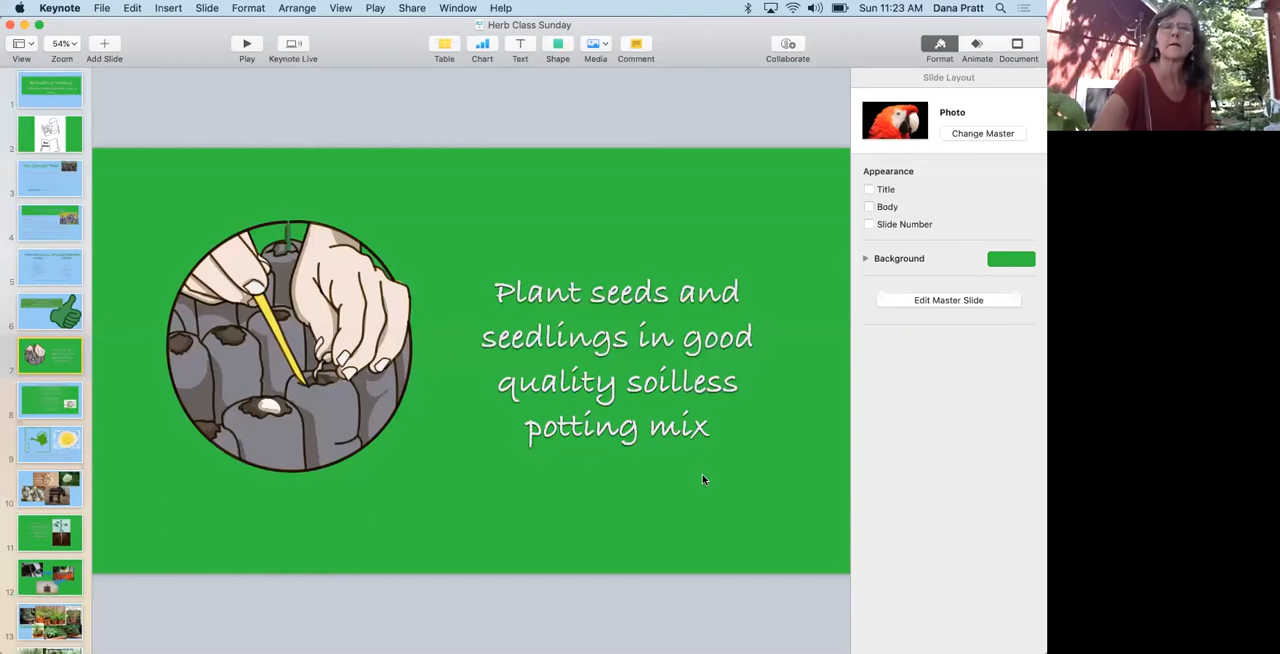 Keynote File Edit Insert Slide Format Arrange View Play Share Window Help Sun 11:23 AM Dana Pratt
Herb Class Sunday
54%
View Zoom Add Slide Play Keynote Live Table Chart Text Shape Media Comment Collaborate Format Animate Document
Slide Layout
Photo
Change Master
Appearance
Title
Body
Slide Number
Background
Edit Master Slide
Plant seeds and
seedlings in good
quality soilless
potting mix
1
2
3
4
5
6
7
8
9
10
11
12
13